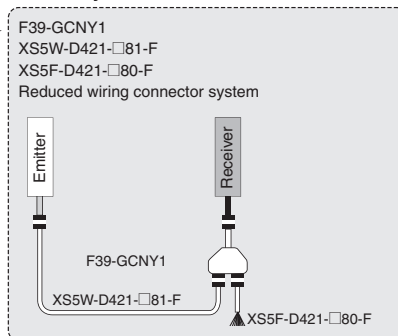 F39-GCNY1
XS5W-D421-□81-F
XS5F-D421-□80-F
Reduced wiring connector system
Emitter
Receiver
F39-GCNY1
XS5W-D421-□81-F
XS5F-D421-□80-F